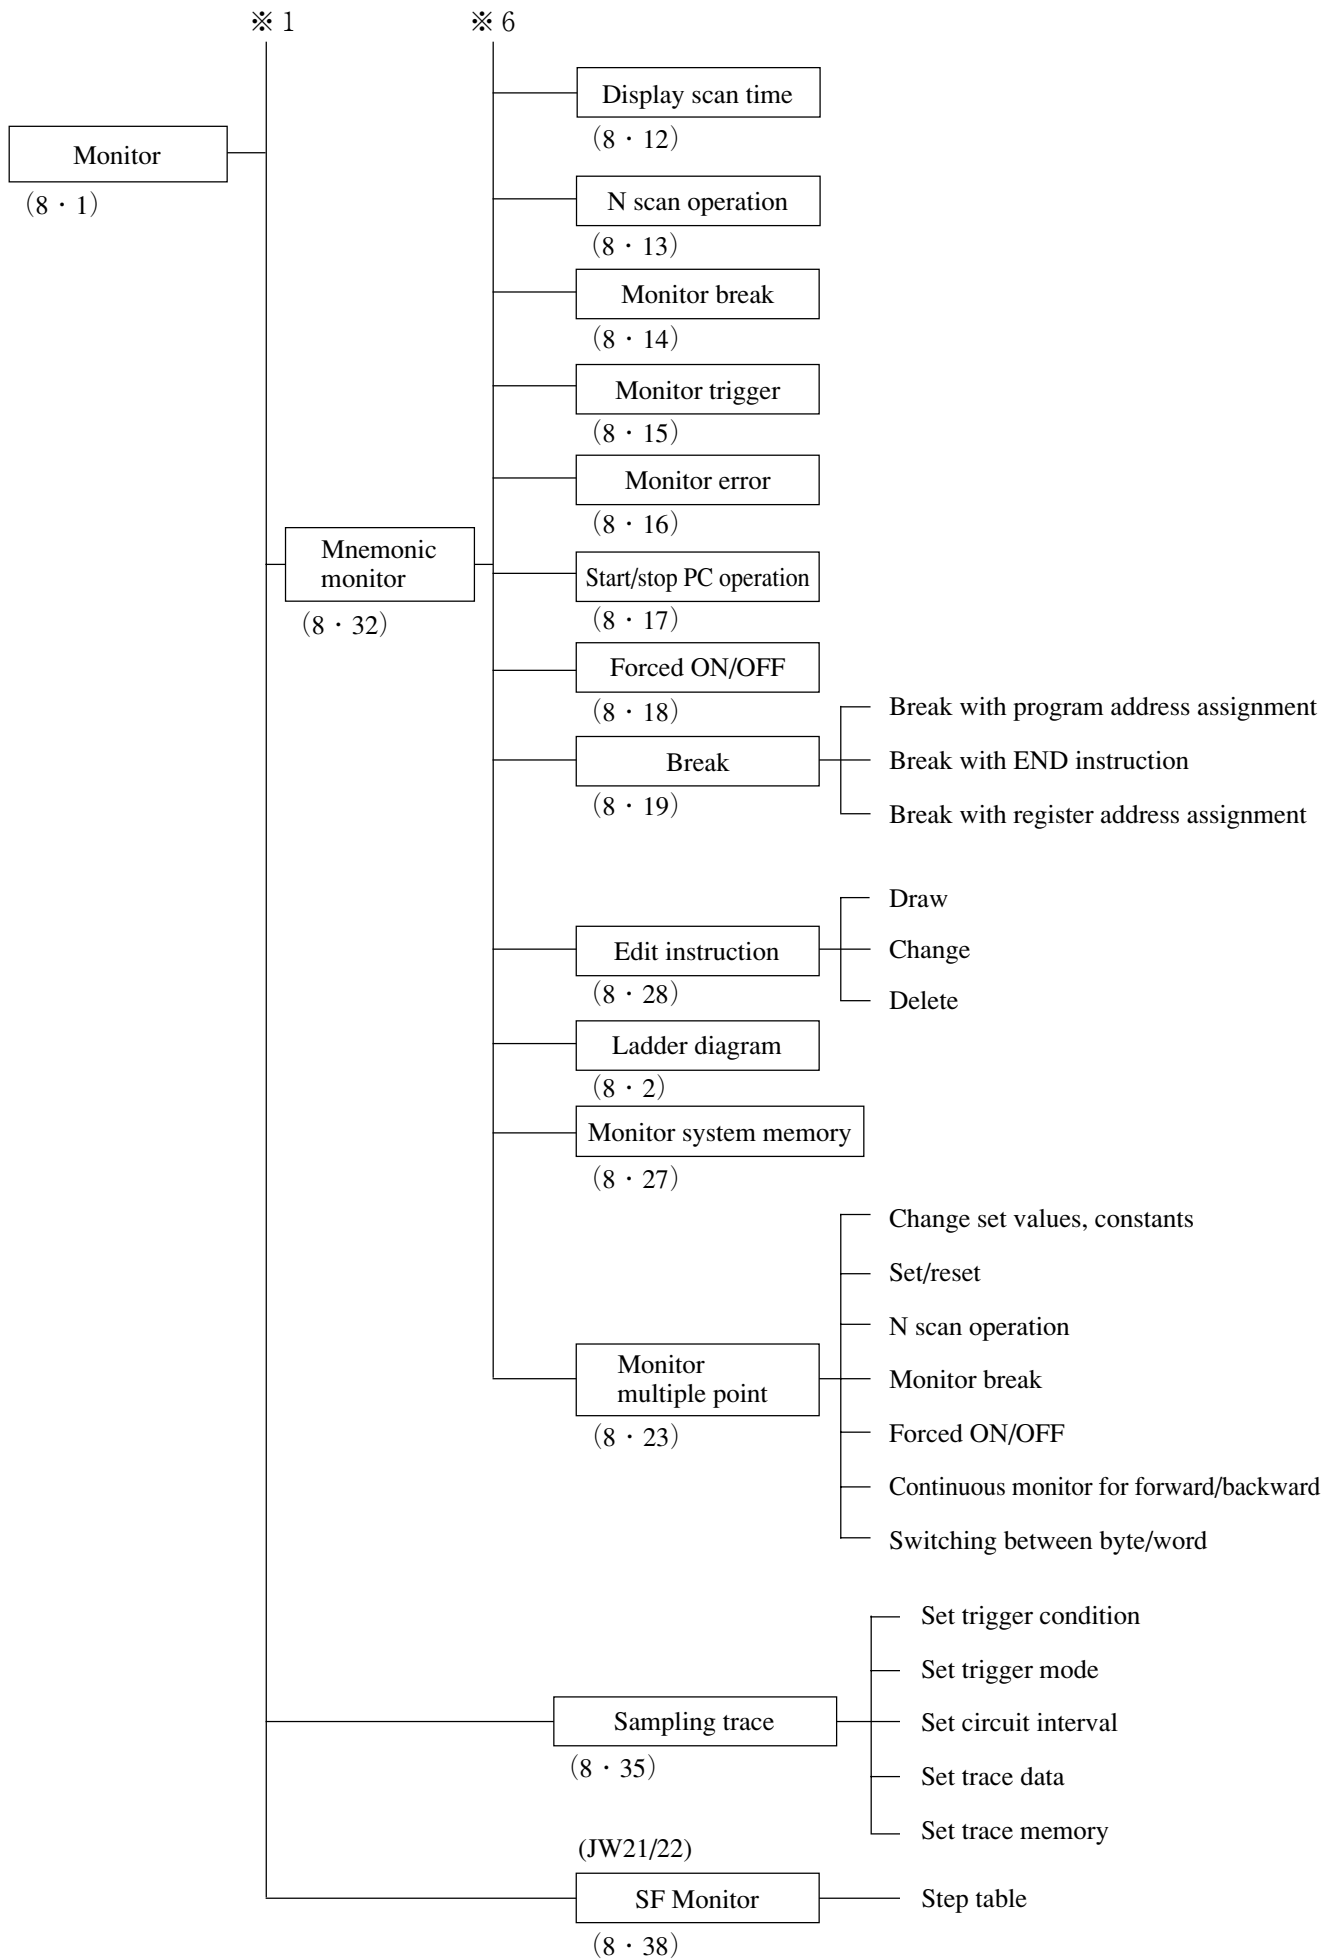 ※ 1
※ 6
Display scan time
(8・12)
Monitor
(8・1)
N scan operation
(8・13)
Monitor break
(8・14)
Monitor trigger
(8・15)
Monitor error
(8・16)
Mnemonic
monitor
(8・32)
Start/stop PC operation
(8・17)
Forced ON/OFF
(8・18)
Break
(8・19)
Break with program address assignment
Break with END instruction
Break with register address assignment
Edit instruction
(8・28)
Draw
Change
Delete
Ladder diagram
(8・2)
Monitor system memory
(8・27)
Monitor
multiple point
(8・23)
Change set values, constants
Set/reset
N scan operation
Monitor break
Forced ON/OFF
Continuous monitor for forward/backward
Switching between byte/word
Sampling trace
(8・35)
Set trigger condition
Set trigger mode
Set circuit interval
Set trace data
Set trace memory
(JW21/22)
SF Monitor
(8・38)
Step table